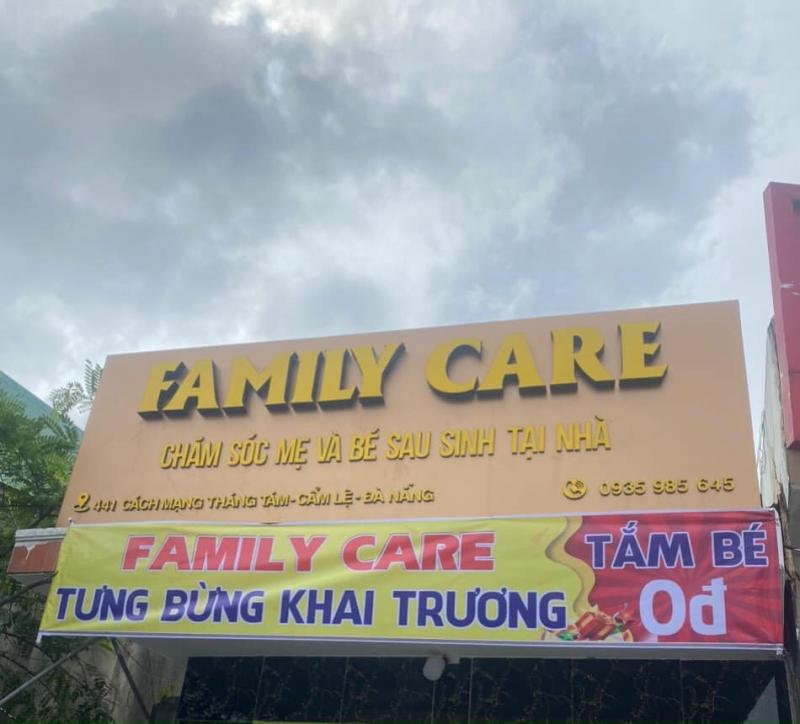 FAMILY CARE
CHĂM SÓC MẸ VÀ BÉ SAU SINH TẠI NHÀ
441 CÁCH MẠNG THÁNG TÁM - CẨM LỆ - ĐÀ NẴNG
0935 985 645
FAMILY CARE
TƯNG BỪNG KHAI TRƯƠNG
TẮM BÉ
0đ